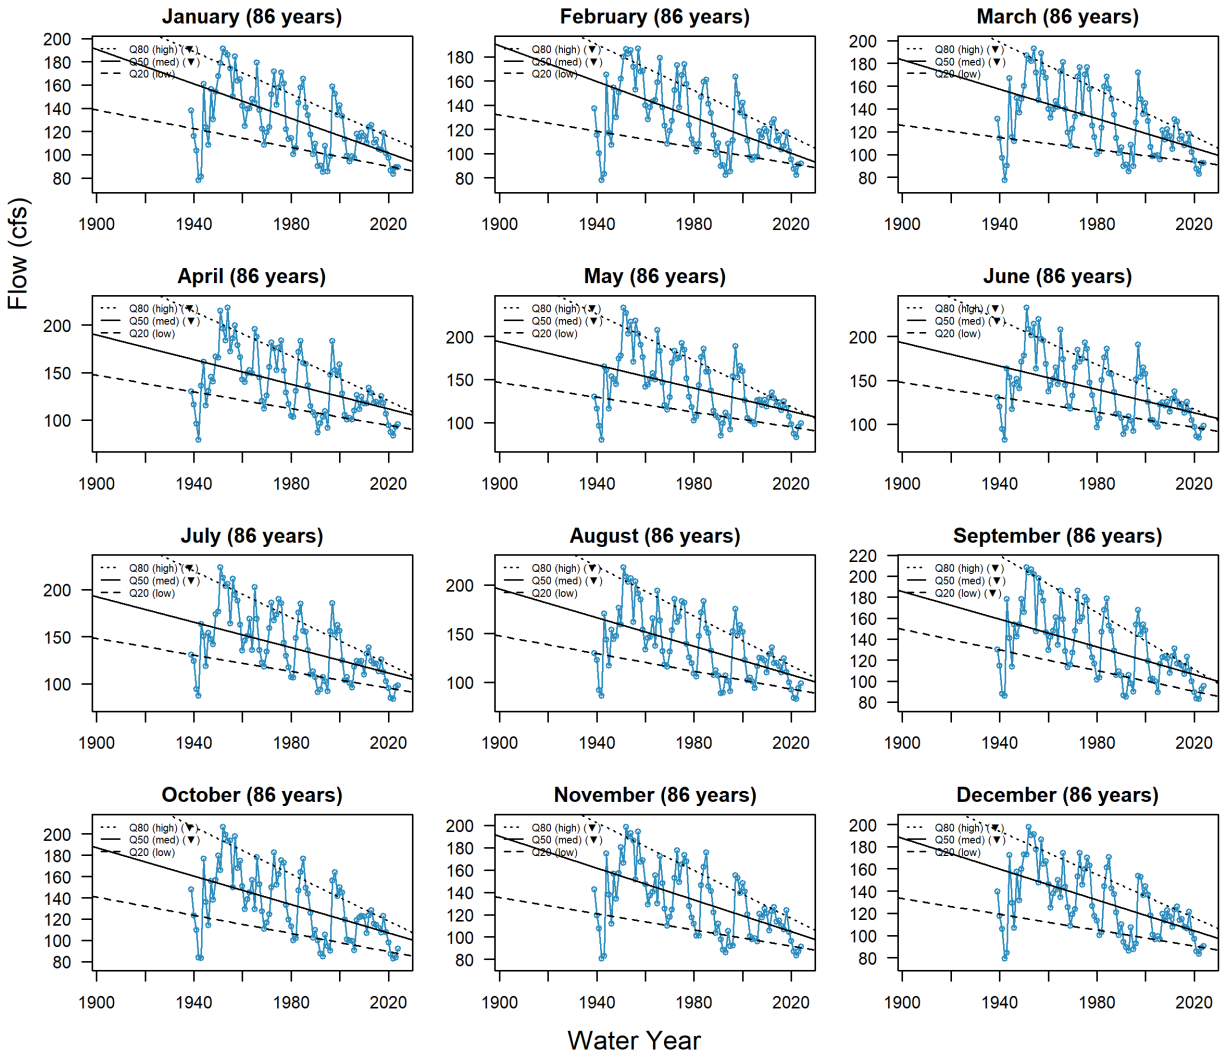 January (86 years)
200
180
160
140
120
100
80
Q80 (high) (▼)
Q50 (med) (▼)
Q20 (low)
1900 1940 1980 2020
February (86 years)
180
160
140
120
100
80
Q80 (high) (▼)
Q50 (med) (▼)
Q20 (low)
1900 1940 1980 2020
March (86 years)
200
180
160
140
120
100
80
Q80 (high) (▼)
Q50 (med) (▼)
Q20 (low)
1900 1940 1980 2020
Flow (cfs)
April (86 years)
200
150
100
Q80 (high) (▼)
Q50 (med) (▼)
Q20 (low)
1900 1940 1980 2020
May (86 years)
200
150
100
Q80 (high) (▼)
Q50 (med) (▼)
Q20 (low)
1900 1940 1980 2020
June (86 years)
200
150
100
Q80 (high) (▼)
Q50 (med) (▼)
Q20 (low)
1900 1940 1980 2020
July (86 years)
200
150
100
Q80 (high) (▼)
Q50 (med) (▼)
Q20 (low)
1900 1940 1980 2020
August (86 years)
200
150
100
Q80 (high) (▼)
Q50 (med) (▼)
Q20 (low)
1900 1940 1980 2020
September (86 years)
220
200
180
160
140
120
100
80
Q80 (high) (▼)
Q50 (med) (▼)
Q20 (low) (▼)
1900 1940 1980 2020
October (86 years)
200
180
160
140
120
100
80
Q80 (high) (▼)
Q50 (med) (▼)
Q20 (low)
1900 1940 1980 2020
November (86 years)
200
180
160
140
120
100
80
Q80 (high) (▼)
Q50 (med) (▼)
Q20 (low)
1900 1940 1980 2020
December (86 years)
200
180
160
140
120
100
80
Q80 (high) (▼)
Q50 (med) (▼)
Q20 (low)
1900 1940 1980 2020
Water Year